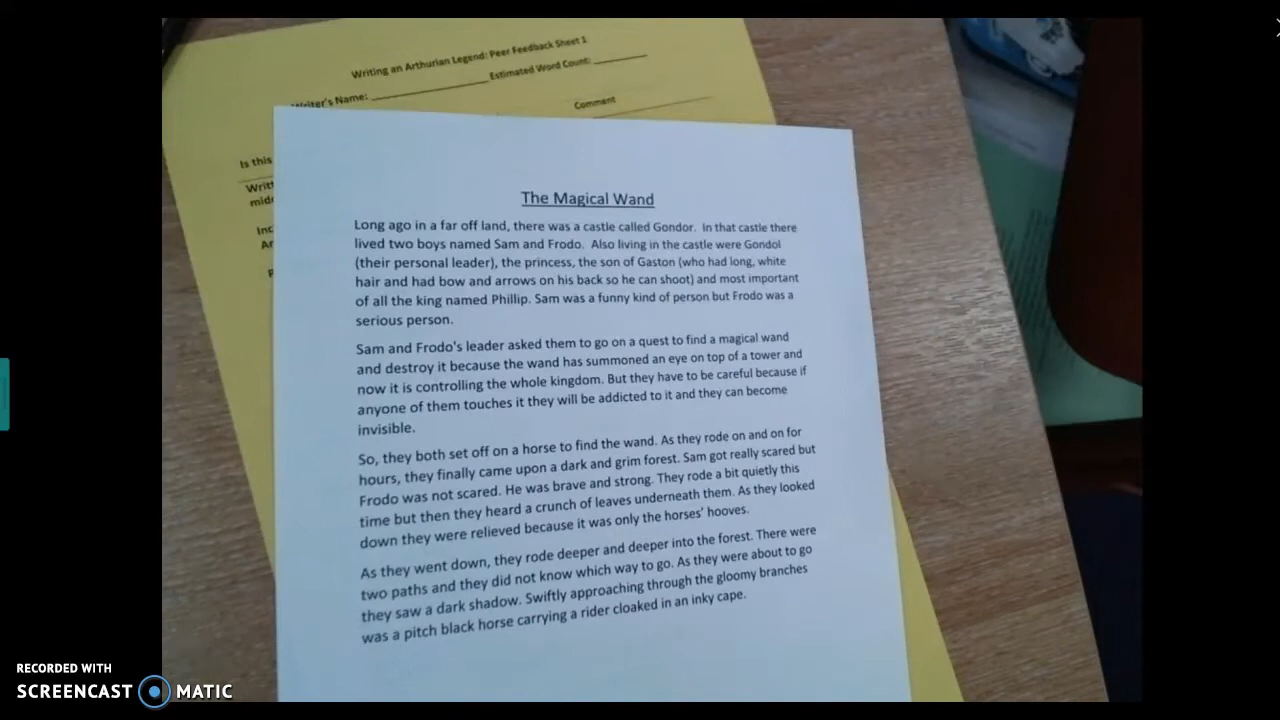 Writing an Arthurian Legend: Peer Feedback Sheet 1
Writer's Name: Estimated Word Count:
Comment
Is this
The Magical Wand
Long ago in a far off land, there was a castle called Gondor. In that castle there
lived two boys named Sam and Frodo. Also living in the castle were Gondol
(their personal leader), the princess, the son of Gaston (who had long, white
hair and had bow and arrows on his back so he can shoot) and most important
of all the king named Phillip. Sam was a funny kind of person but Frodo was a
serious person.
Sam and Frodo's leader asked them to go on a quest to find a magical wand
and destroy it because the wand has summoned an eye on top of a tower and
now it is controlling the whole kingdom. But they have to be careful because if
anyone of them touches it they will be addicted to it and they can become
invisible.
So, they both set off on a horse to find the wand. As they rode on and on for
hours, they finally came upon a dark and grim forest. Sam got really scared but
Frodo was not scared. He was brave and strong. They rode a bit quietly this
time but then they heard a crunch of leaves underneath them. As they looked
down they were relieved because it was only the horses' hooves.
As they went down, they rode deeper and deeper into the forest. There were
two paths and they did not know which way to go. As they were about to go
they saw a dark shadow. Swiftly approaching through the gloomy branches
was a pitch black horse carrying a rider cloaked in an inky cape.
RECORDED WITH
SCREENCAST MATIC